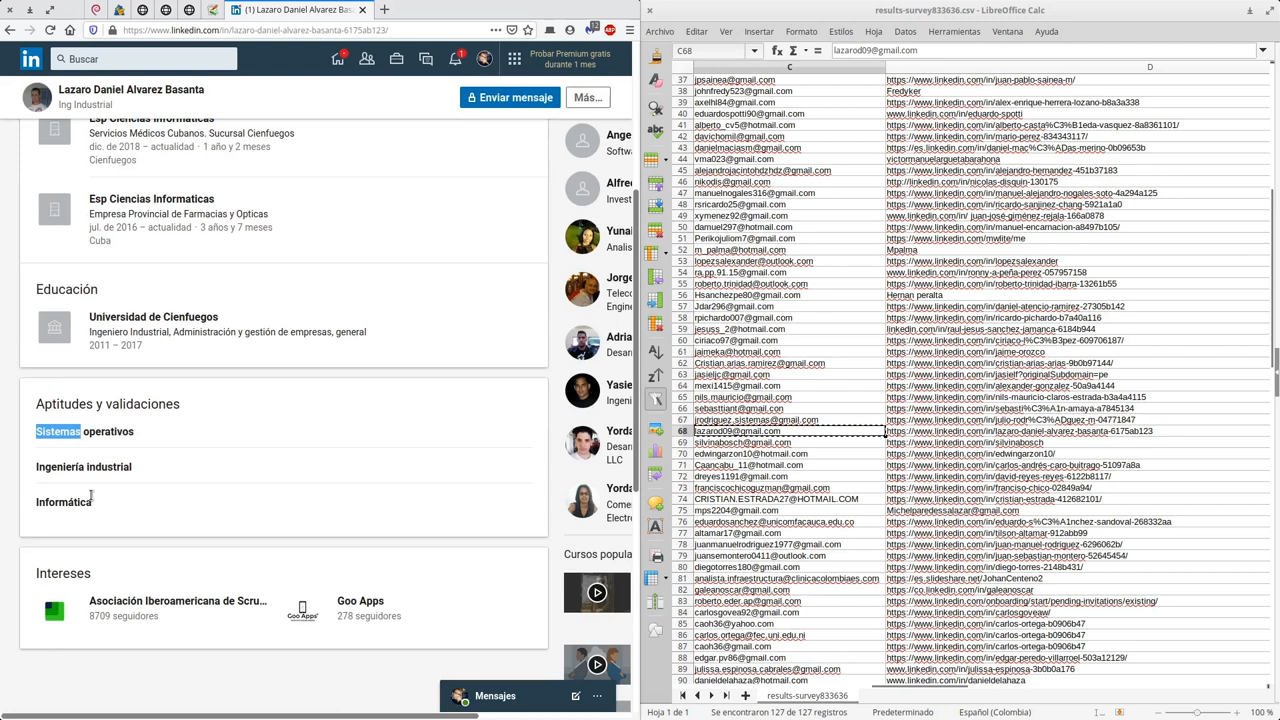 (1) Lazaro Daniel Alvarez Bas
https://www.linkedin.com/in/lazaro-daniel-alvarez-basanta-6175ab123/
12
ABP
in
Buscar
1
Probar Premium gratis
durante 1 mes
Lazaro Daniel Alvarez Basanta
Ing Industrial
Enviar mensaje
Más...
Esp Ciencias Informáticas
Servicios Médicos Cubanos. Sucursal Cienfuegos
dic. de 2018 – actualidad • 1 año y 2 meses
Cienfuegos
Esp Ciencias Informaticas
Empresa Provincial de Farmacias y Opticas
jul. de 2016 – actualidad • 3 años y 7 meses
Cuba
Educación
Universidad de Cienfuegos
Ingeniero Industrial, Administración y gestión de empresas, general
2011 – 2017
Aptitudes y validaciones
Sistemas operativos
Ingeniería industrial
Informática
Intereses
Asociación Iberoamericana de Scru...
8709 seguidores
Goo Apps'
Goo Apps
278 seguidores
Ange
Softwa
Alfre
Invest
Yuna
Analis
Jorge
Teleco
Engine
Adria
Desar
Yasie
Ingeni
Yorda
Desar
LLC
Yorda
Comer
Electro
Cursos popula
Mensajes
results-survey833636.csv - LibreOffice Calc
Archivo Editar Ver Insertar Formato Estilos Hoja Datos Herramientas Ventana Ayuda
C68
lazarod09@gmail.com
C D
37 jpsainea@gmail.com https://www.linkedin.com/in/juan-pablo-sainea-m/
38 johnfredy523@gmail.com Fredyker
39 axelhl84@gmail.com https://www.linkedin.com/in/alex-enrique-herrera-lozano-b8a3a338
40 eduardospotti90@gmail.com www.linkedin.com/in/eduardo-spotti
41 alberto_cv5@hotmail.com https://www.linkedin.com/in/alberto-casta%C3%B1eda-vasquez-8a8361101/
42 davichomil@gmail.com https://www.linkedin.com/in/mario-perez-834343117/
43 danielmaciasm@gmail.com https://es.linkedin.com/in/daniel-mac%C3%ADas-merino-0b09653b
44 vma023@gmail.com victormanuelarguetabarahona
45 alejandrojacintohdzhdz@gmail.com https://www.linkedin.com/in/alejandro-hernandez-451b37183
46 nikodis@gmail.com http://linkedin.com/in/nicolas-disquin-130175
47 manuelnogales316@gmail.com https://www.linkedin.com/in/manuel-alejandro-nogales-soto-4a294a125
48 rsricardo25@gmail.com https://www.linkedin.com/in/ricardo-sanjinez-chang-5921a1a0
49 xymenez92@gmail.com www.linkedin.com/in/ juan-josé-giménez-rejala-166a028
50 damuel297@hotmail.com https://www.linkedin.com/in/manuel-encarnacion-a8497b105/
51 Perikojuliom7@gmail.com https://www.linkedin.com/mwlite/me
52 m_palma@hotmail.com Mpalma
53 lopezsalexander@outlook.com https://www.linkedin.com/in/lopezsalexander
54 ra.pp.91.15@gmail.com www.linkedin.com/in/ronny-a-peña-perez-057957158
55 roberto.trinidad@outlook.com https://www.linkedin.com/in/roberto-trinidad-ibarra-13261b55
56 Hsanchezpe80@gmail.com Hernan peralta
57 Jdar296@gmail.com https://www.linkedin.com/in/daniel-atencio-ramirez-27305b142
58 rpichardo007@gmail.com https://www.linkedin.com/in/ricardo-pichardo-b7a40a116
59 jesuss_2@hotmail.com linkedin.com/in/raul-jesus-sanchez-jamanca-6184b944
60 ciriaco97@gmail.com https://www.linkedin.com/in/ciriaco-l%C3%B3pez-609706187/
61 jaimeka@hotmail.com https://www.linkedin.com/in/jaime-orozco
62 Cristian.arias.ramirez@gmail.com https://www.linkedin.com/in/cristian-arias-arias-9b0b97144/
63 jasieljc@gmail.com https://www.linkedin.com/in/jasielf?originalSubdomain=pe
64 mexi1415@gmail.com https://www.linkedin.com/in/alexander-gonzalez-50a9a4144
65 nils.mauricio@gmail.com https://www.linkedin.com/in/nils-mauricio-claros-estrada-b3a4a4115
66 sebasttiant@gmail.com https://www.linkedin.com/in/sebasti%C3%A1n-amaya-a7845134
67 jrodriguez.sistemas@gmail.com https://www.linkedin.com/in/julio-rodr%C3%ADguez-m-04771847
68 lazarod09@gmail.com https://www.linkedin.com/in/lazaro-daniel-alvarez-basanta-6175ab123
69 silvinabosch@gmail.com https://www.linkedin.com/in/silvinabosch
70 edwingarzon10@hotmail.com https://www.linkedin.com/in/edwingarzon10/
71 Caancabu_11@hotmail.com https://www.linkedin.com/in/carlos-andrés-caro-buitrago-51097a8a
72 dreyes1191@gmail.com https://www.linkedin.com/in/david-reyes-reyes-6122b8117/
73 franciscochicoguzman@gmail.com https://www.linkedin.com/in/franciso-chico-02849a94/
74 CRISTIAN.ESTRADA27@HOTMAIL.COM https://www.linkedin.com/in/cristian-estrada-412682101/
75 mps2204@gmail.com Michelparedessalazar@gmail.com
76 eduardosanchez@unicomfacauca.edu.co https://www.linkedin.com/in/eduardo-s%C3%A1nchez-sandoval-268332aa
77 altamar17@gmail.com https://www.linkedin.com/in/tilson-altamar-912abb99
78 juanmanuelrodriguez1977@gmail.com https://www.linkedin.com/in/juan-manuel-rodriguez-6296062b/
79 juansemontero0411@outlook.com https://www.linkedin.com/in/juan-sebastian-montero-52645454/
80 diegotorres180@gmail.com https://www.linkedin.com/in/diego-torres-2148b431/
81 analista.infraestructura@clinicacolombiaes.com https://es.slideshare.net/JohanCenteno2
82 galeanoscar@gmail.com https://co.linkedin.com/in/galeanoscar
83 roberto.eder.ap@gmail.com https://www.linkedin.com/onboarding/start/pending-invitations/existing/
84 carlosgovea92@gmail.com https://www.linkedin.com/in/carlosgoveaw/
85 caoh36@yahoo.com https://www.linkedin.com/in/carlos-ortega-b0906b47
86 carlos.ortega@fec.uni.edu.ni https://www.linkedin.com/in/carlos-ortega-b0906b47
87 caoh36@gmail.com https://www.linkedin.com/in/carlos-ortega-b0906b47
88 edgar.pv86@gmail.com https://www.linkedin.com/in/edgar-peredo-villarroel-503a12129/
89 julissa.espinosa.cabrales@gmail.com https://www.linkedin.com/in/julissa-espinosa-3b0b0a176
90 danieldelahaza@hotmail.com www.linkedin.com/in/danieldelahaza
results-survey833636
Hoja 1 de 1 Se encontraron 127 de 127 registros Predeterminado Español (Colombia) 100 %